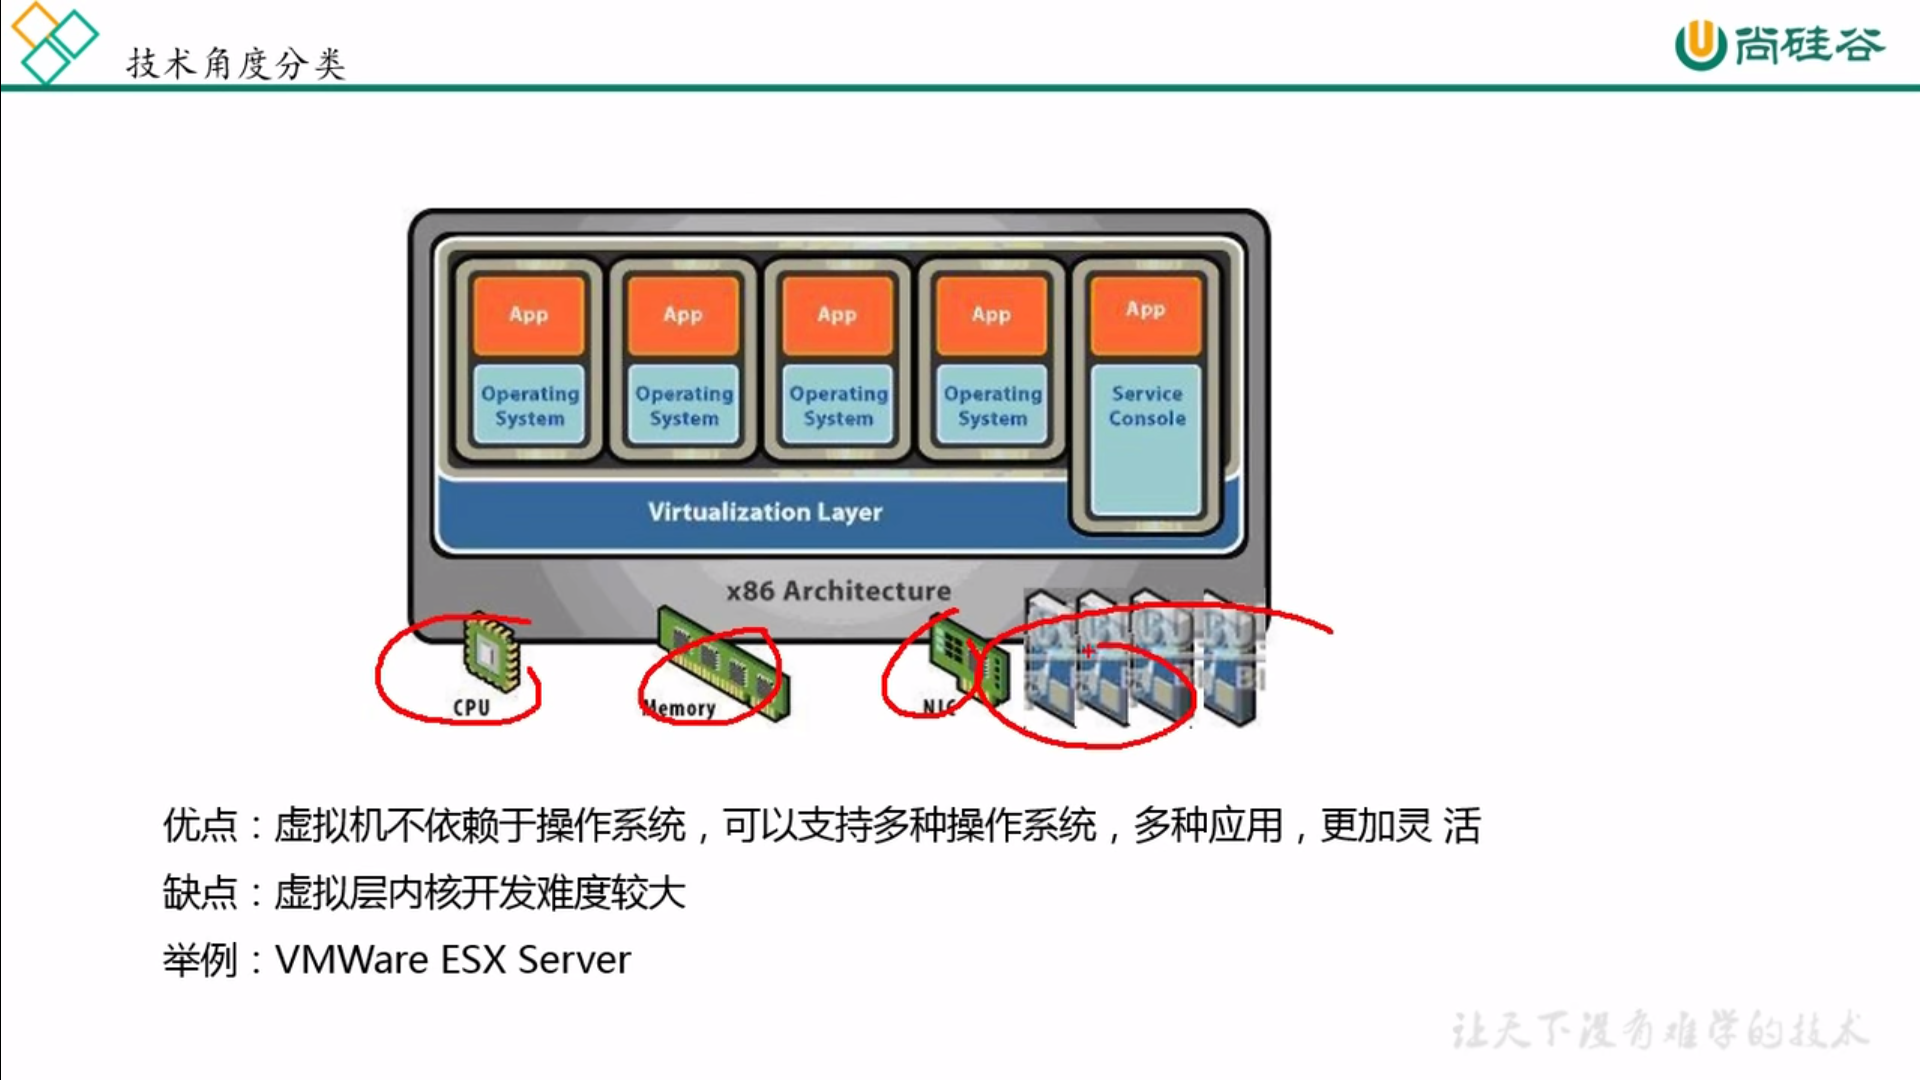 技术角度分类
尚硅谷
App App App App App
Operating System Operating System Operating System Operating System Service Console
Virtualization Layer
x86 Architecture
CPU Memory NIC
优点：虚拟机不依赖于操作系统，可以支持多种操作系统，多种应用，更加灵 活
缺点：虚拟层内核开发难度较大
举例：VMWare ESX Server
让天下没有难学的技术